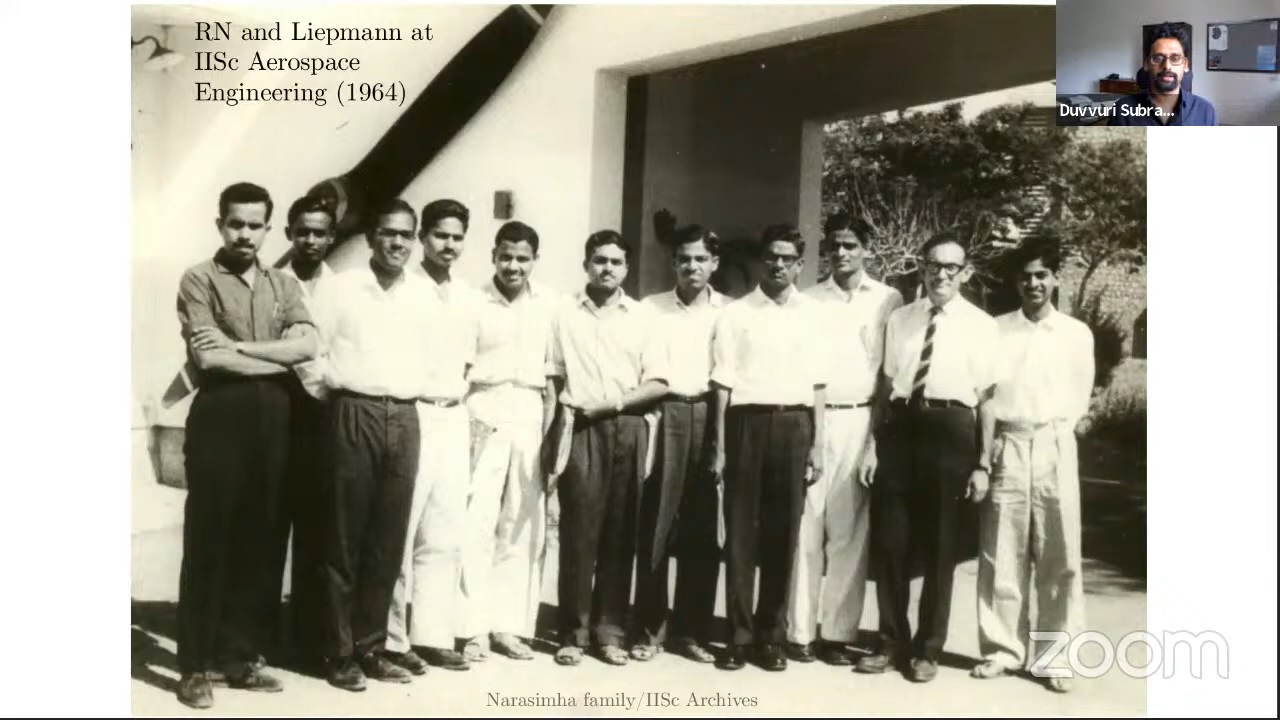 RN and Liepmann at
IISc Aerospace
Engineering (1964)
Duvvuri Subra...
zoom
Narasimha family/IISc Archives